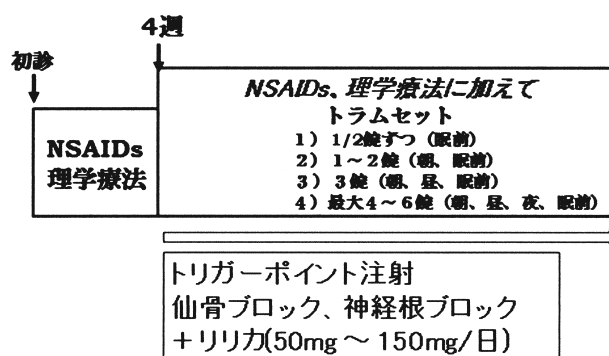 4週
初診
NSAIDs、理学療法に加えて
トラムセット
1）1/2錠ずつ（眠前）
2）1～2錠（朝、眠前）
3）3錠（朝、昼、眠前）
4）最大4～6錠（朝、昼、夜、眠前）
NSAIDs
理学療法
トリガーポイント注射
仙骨ブロック、神経根ブロック
＋リリカ(50mg ～ 150mg/日)